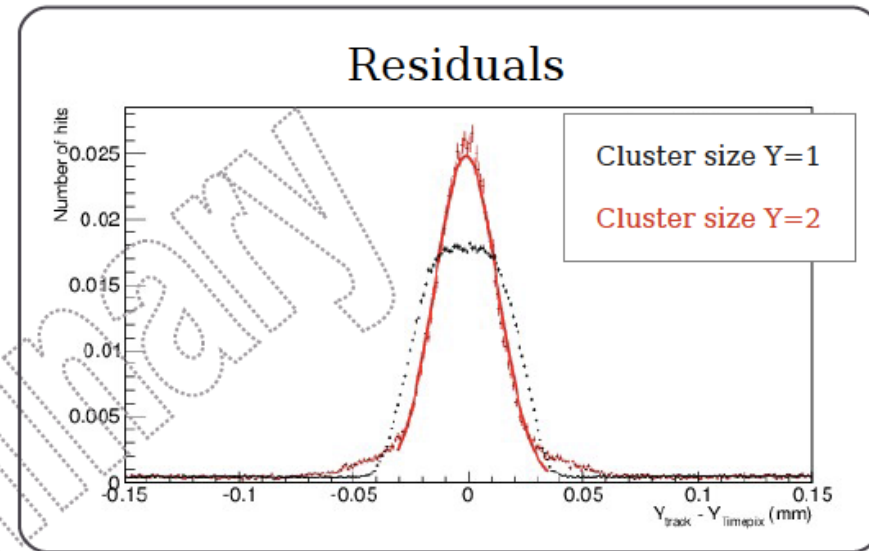 Residuals
Number of hits
Cluster size Y=1
Cluster size Y=2
0.025
0.02
0.015
0.01
0.005
0
-0.15 -0.1 -0.05 0 0.05 0.1 0.15
Y_track - Y_Timepix (mm)